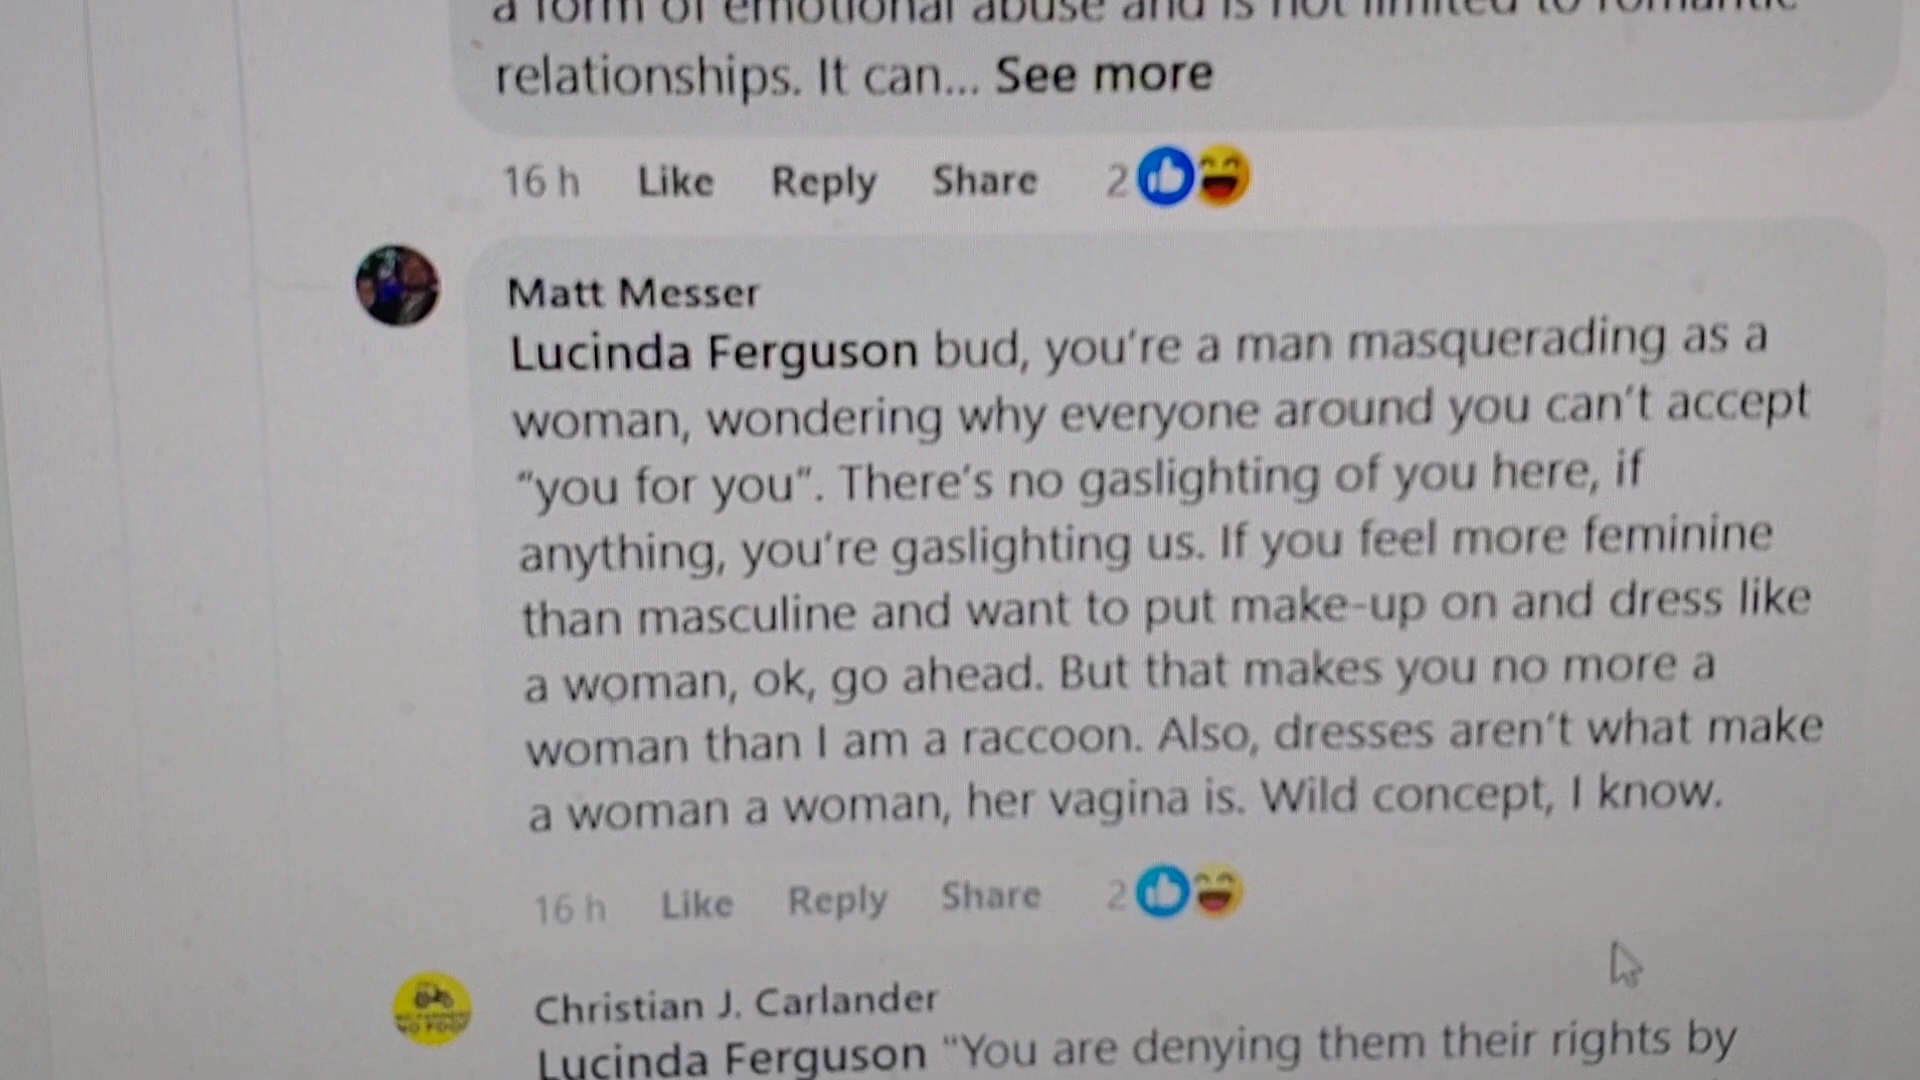 a form of emotional abuse and is not limited to romantic
relationships. It can... See more
16 h Like Reply Share 2
Matt Messer
Lucinda Ferguson bud, you're a man masquerading as a
woman, wondering why everyone around you can't accept
"you for you". There's no gaslighting of you here, if
anything, you're gaslighting us. If you feel more feminine
than masculine and want to put make-up on and dress like
a woman, ok, go ahead. But that makes you no more a
woman than I am a raccoon. Also, dresses aren't what make
a woman a woman, her vagina is. Wild concept, I know.
16 h Like Reply Share 2
Christian J. Carlander
NO FOOD
Lucinda Ferguson "You are denying them their rights by